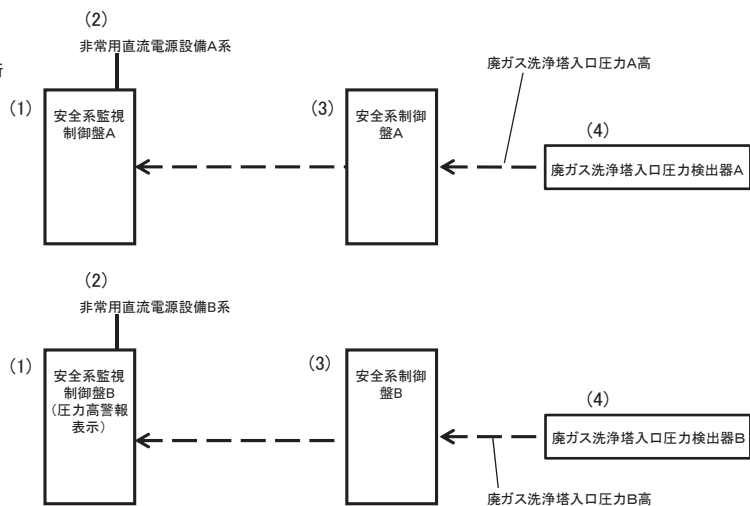 (2)
非常用直流電源設備A系
(1)
安全系監視
制御盤A
(3)
安全系制御
盤A
廃ガス洗浄塔入口圧力A高
(4)
廃ガス洗浄塔入口圧力検出器A
(2)
非常用直流電源設備B系
(1)
安全系監視
制御盤B
(圧力高警報
表示)
(3)
安全系制御
盤B
(4)
廃ガス洗浄塔入口圧力検出器B
廃ガス洗浄塔入口圧力B高